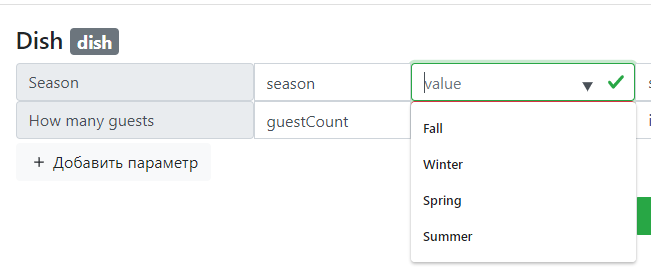 Dish dish
Season season value s
How many guests guestCount i
Fall
Winter
Spring
Summer
+ Добавить параметр